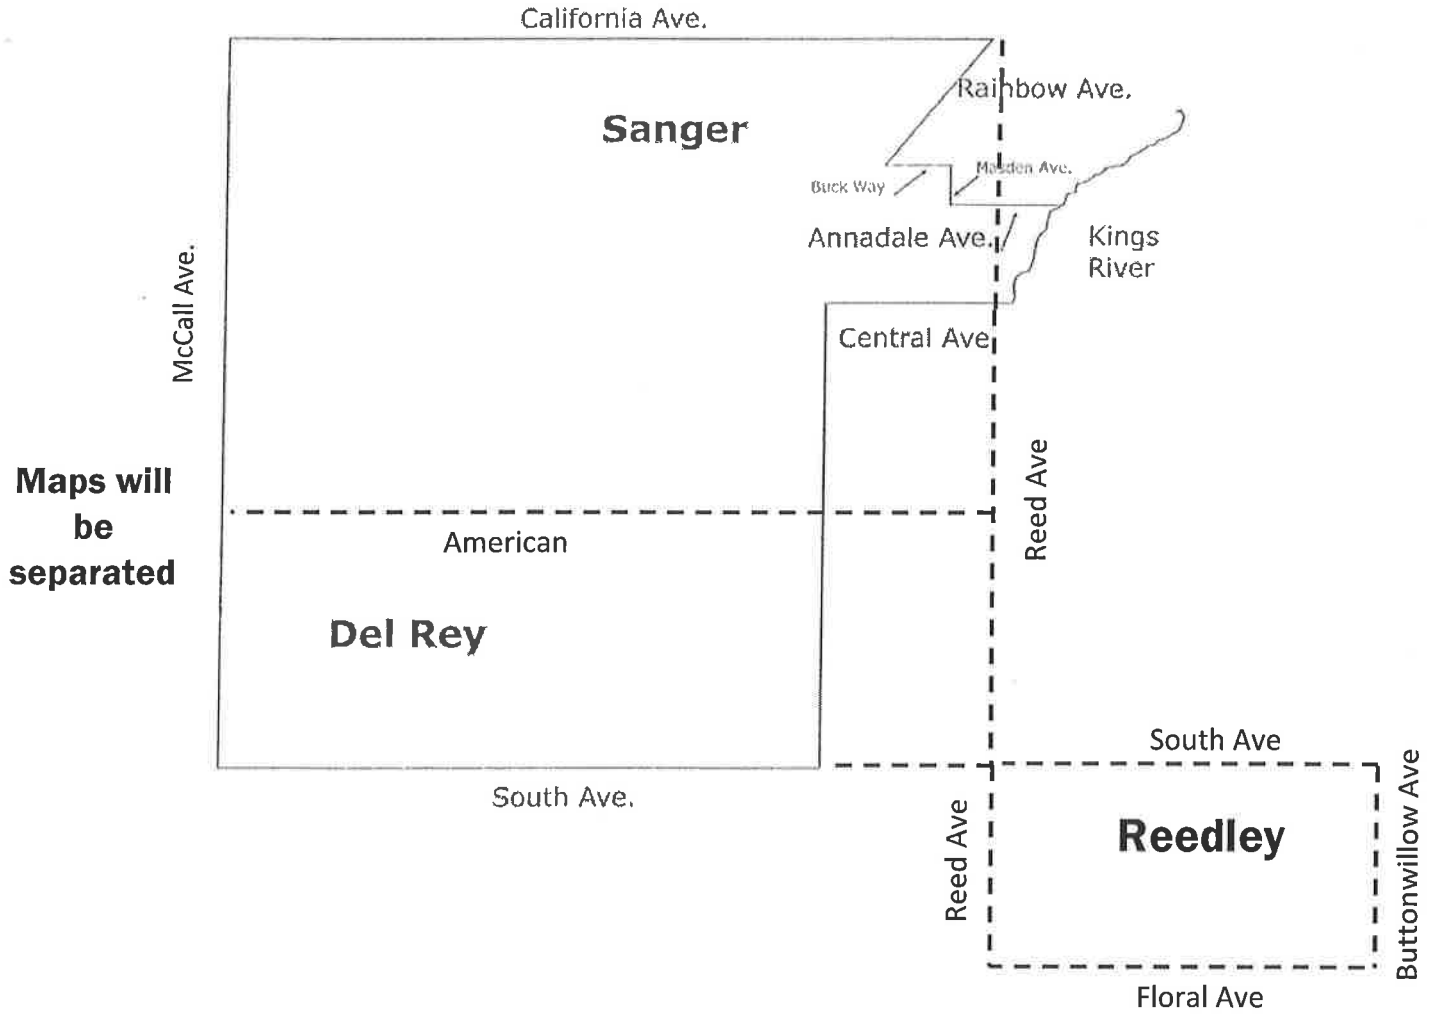 California Ave.
Rainbow Ave.
Sanger
Masden Ave.
Buck Way
Annadale Ave.
Kings
River
McCall Ave.
Central Ave
Reed Ave
Maps will
be
separated
American
Del Rey
South Ave
South Ave.
Reed Ave
Reedley
Buttonwillow Ave
Floral Ave